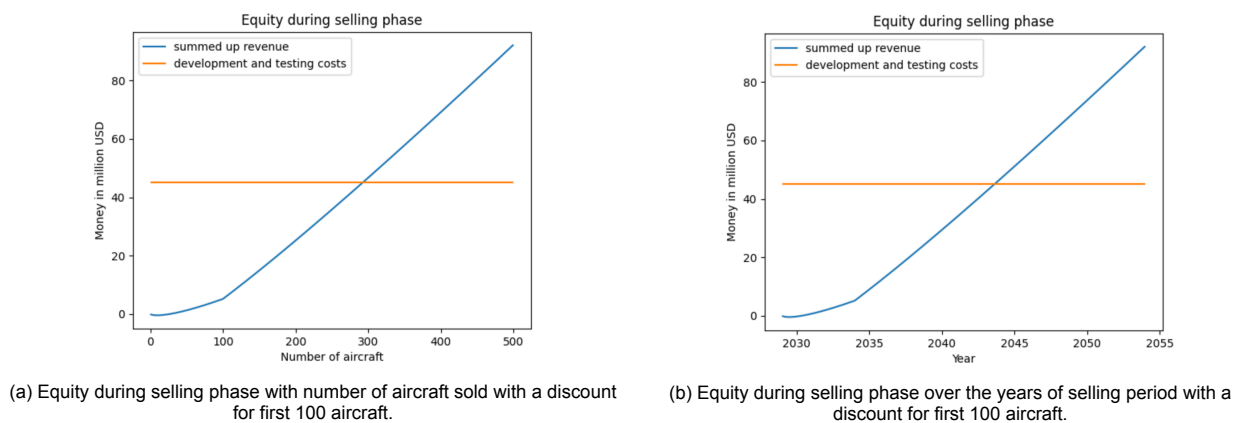 Equity during selling phase
summed up revenue
development and testing costs
Money in million USD
80
60
40
20
0
0 100 200 300 400 500
Number of aircraft
(a) Equity during selling phase with number of aircraft sold with a discount
for first 100 aircraft.
Equity during selling phase
summed up revenue
development and testing costs
Money in million USD
80
60
40
20
0
2030 2035 2040 2045 2050 2055
Year
(b) Equity during selling phase over the years of selling period with a
discount for first 100 aircraft.